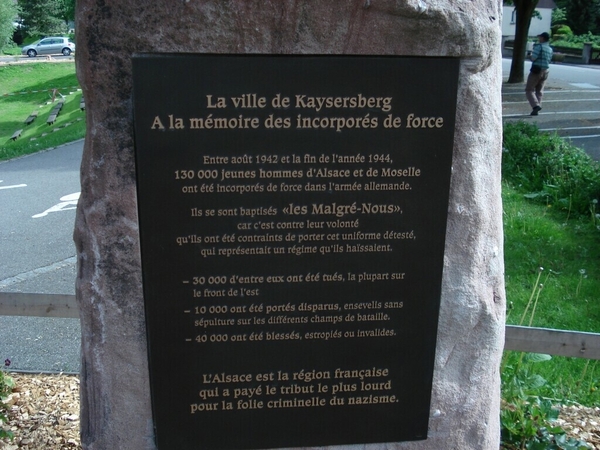 La ville de Kaysersberg
A la mémoire des incorporés de force
Entre août 1942 et la fin de l'année 1944,
130 000 jeunes hommes d'Alsace et de Moselle
ont été incorporés de force dans l'armée allemande.
Ils se sont baptisés «les Malgré-Nous»,
car c'est contre leur volonté
qu'ils ont été contraints de porter cet uniforme détesté,
qui représentait un régime qu'ils haïssaient.
– 30 000 d'entre eux ont été tués, la plupart sur
le front de l'est
– 10 000 ont été portés disparus, ensevelis sans
sépulture sur les différents champs de bataille.
– 40 000 ont été blessés, estropiés ou invalides.
L'Alsace est la région française
qui a payé le tribut le plus lourd
pour la folie criminelle du nazisme.